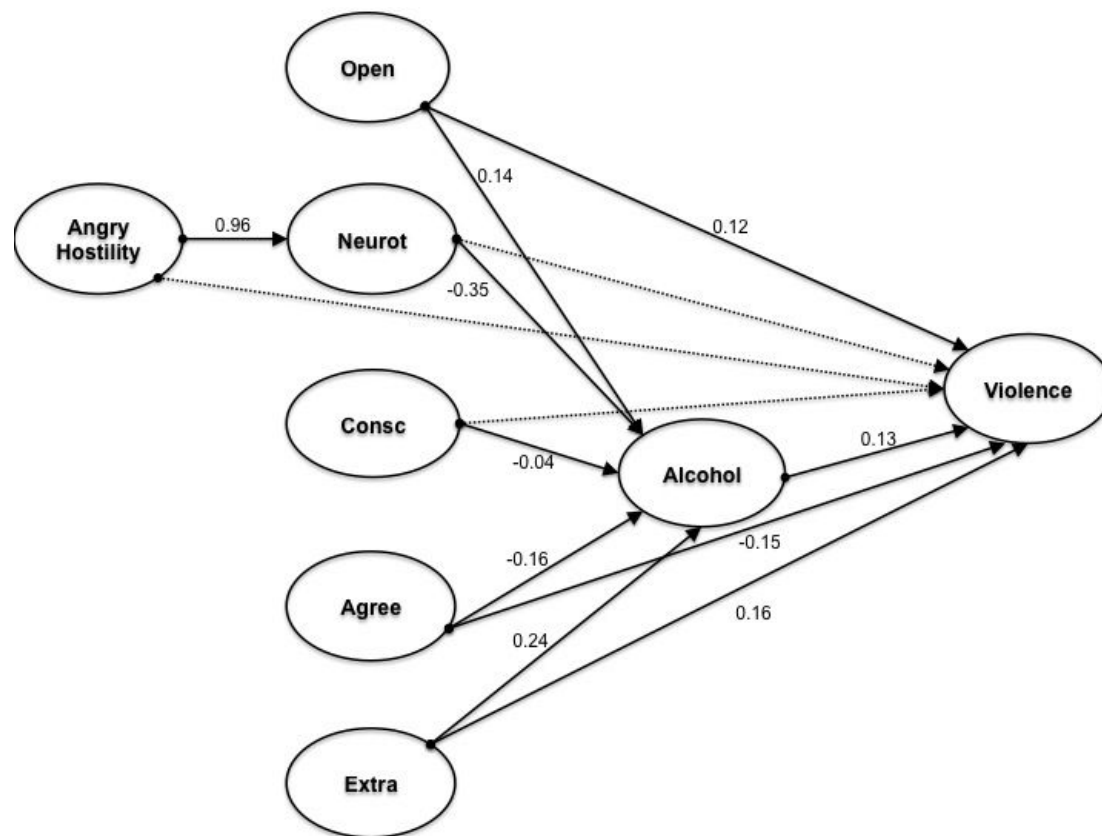 Open
0.14
0.12
Angry
Hostility
0.96
Neurot
-0.35
Violence
Consc
-0.04
Alcohol
0.13
-0.16
-0.15
Agree
0.24
0.16
Extra